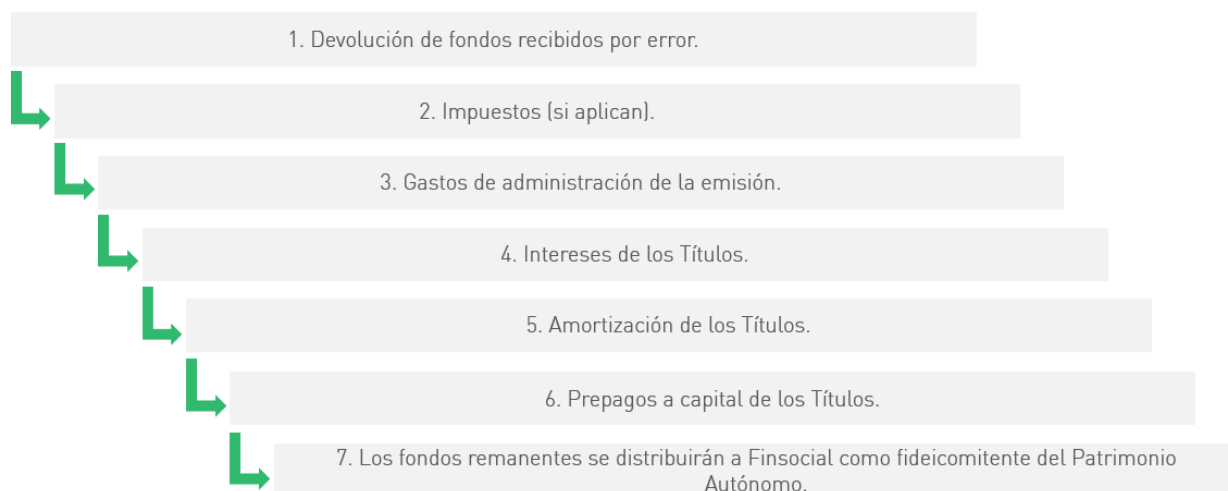 1. Devolución de fondos recibidos por error.
2. Impuestos (si aplican).
3. Gastos de administración de la emisión.
4. Intereses de los Títulos.
5. Amortización de los Títulos.
6. Prepagos a capital de los Títulos.
7. Los fondos remanentes se distribuirán a Finsocial como fideicomitente del Patrimonio
Autónomo.